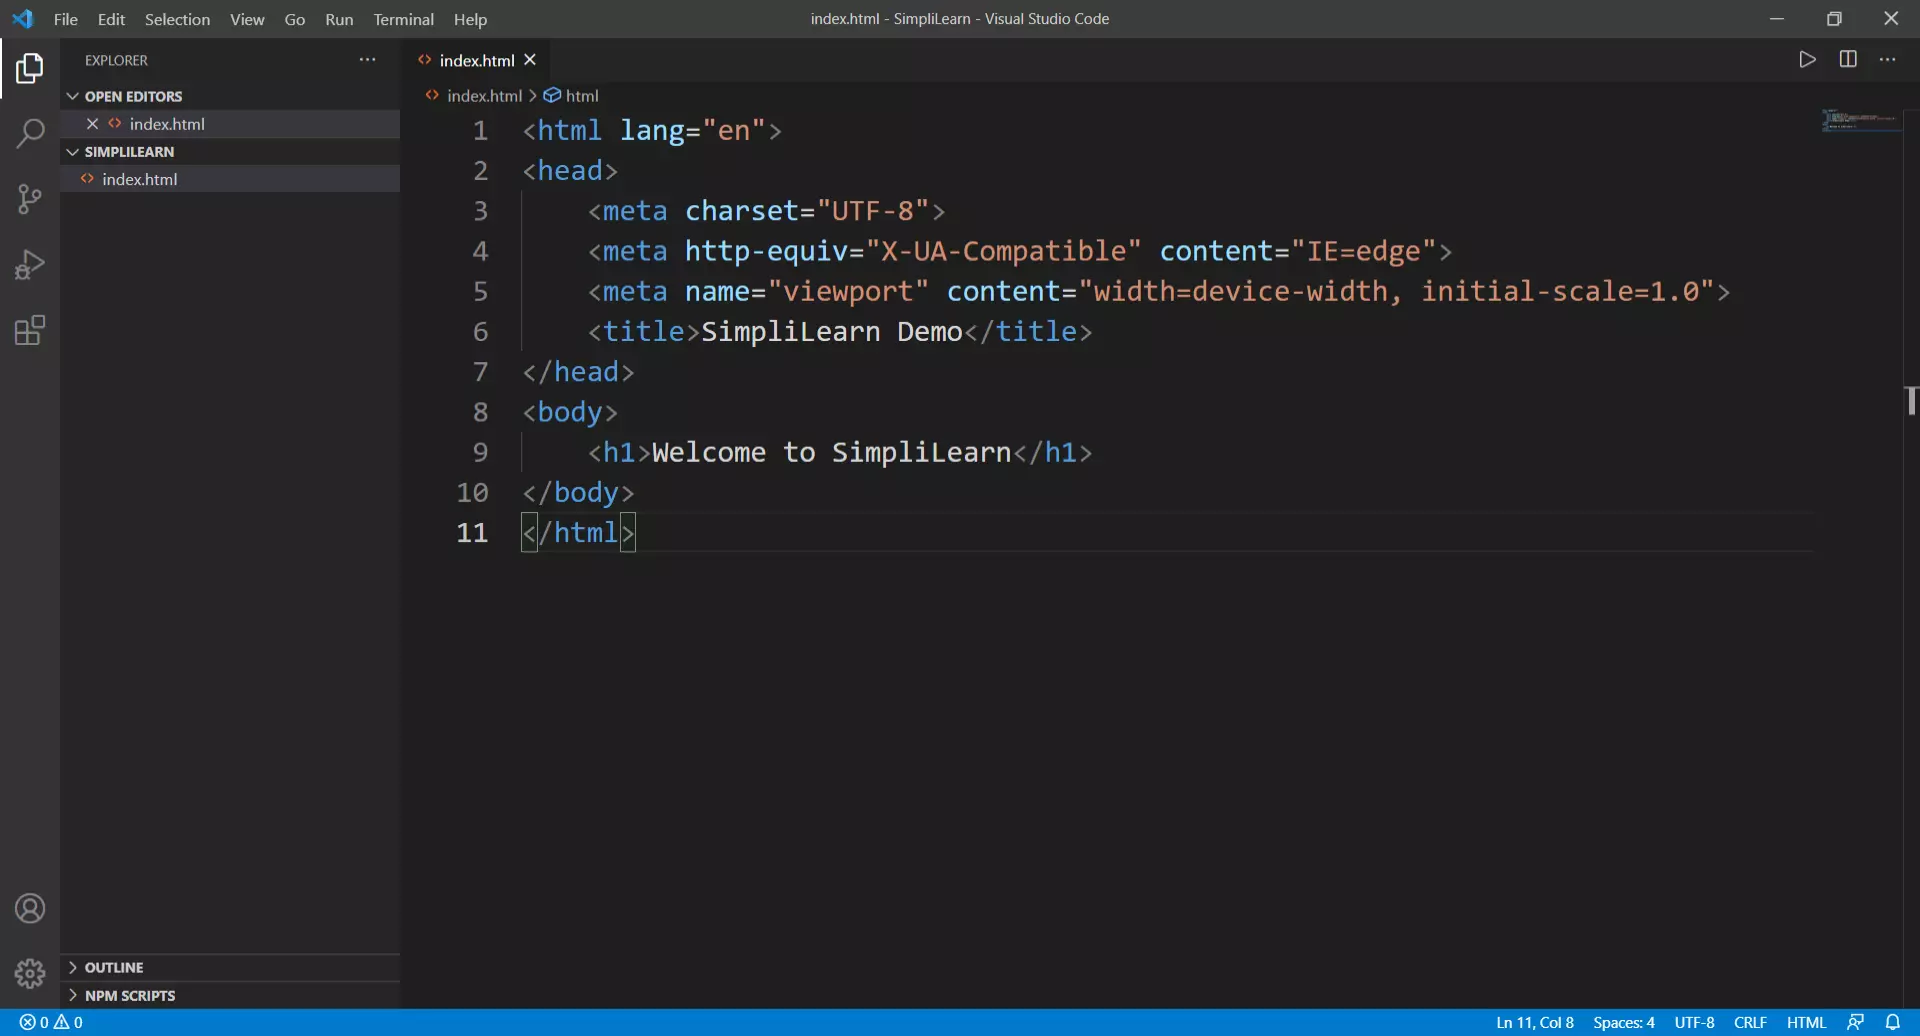 File Edit Selection View Go Run Terminal Help
index.html - SimpliLearn - Visual Studio Code
EXPLORER
OPEN EDITORS
index.html
SIMPLILEARN
index.html
OUTLINE
NPM SCRIPTS
index.html
index.html > html
1 <html lang="en">
2 <head>
3     <meta charset="UTF-8">
4     <meta http-equiv="X-UA-Compatible" content="IE=edge">
5     <meta name="viewport" content="width=device-width, initial-scale=1.0">
6     <title>SimpliLearn Demo</title>
7 </head>
8 <body>
9     <h1>Welcome to SimpliLearn</h1>
10 </body>
11 </html>
0 0 Ln 11, Col 8 Spaces: 4 UTF-8 CRLF HTML